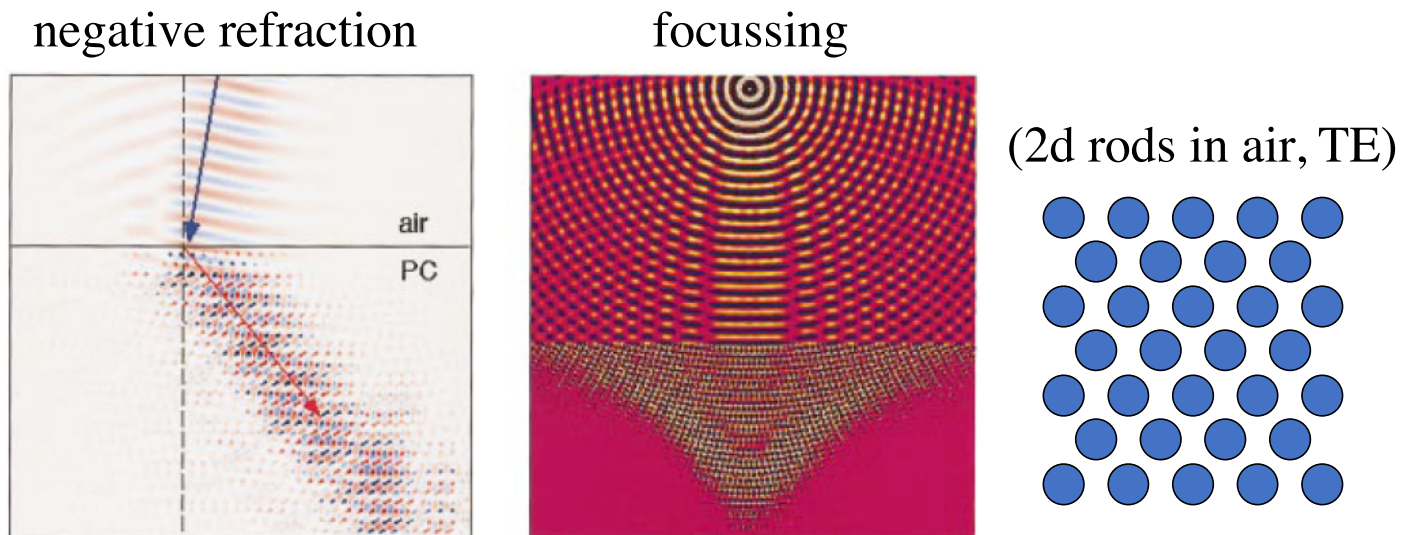 negative refraction
focussing
(2d rods in air, TE)
air
PC